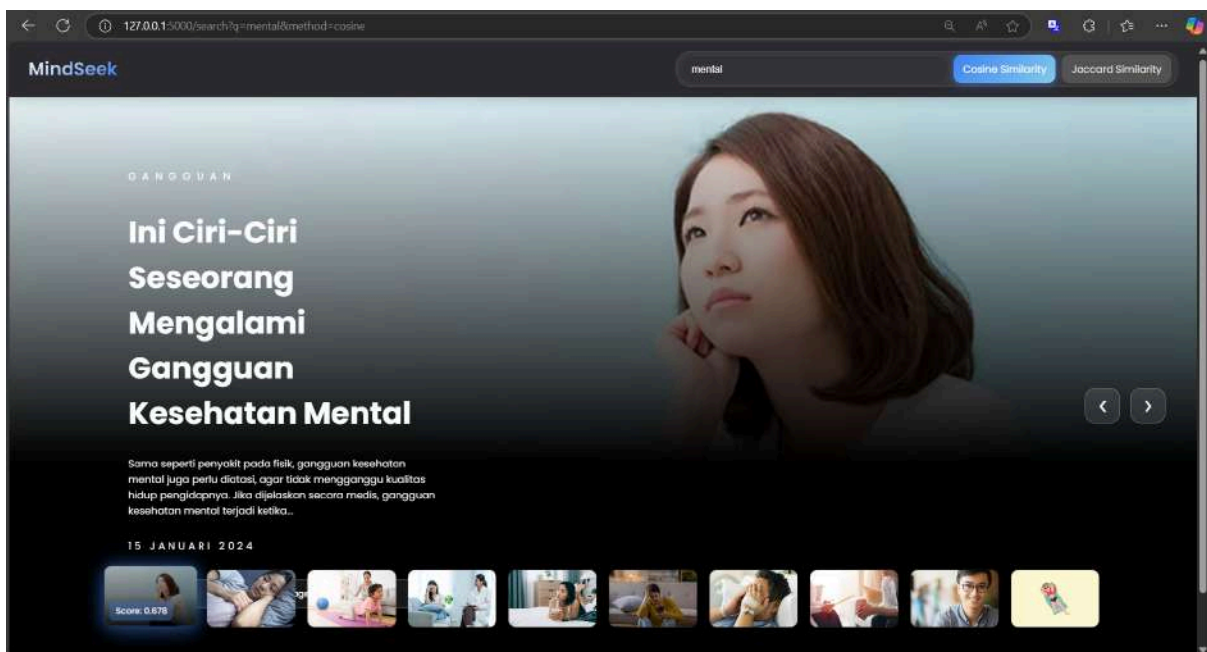 127.0.0.1:5000/search?q=mental&method=cosine
MindSeek
mental
Cosine Similarity
Jaccard Similarity
GANGGUAN
Ini Ciri-Ciri
Seseorang
Mengalami
Gangguan
Kesehatan Mental
Sama seperti penyakit pada fisik, gangguan kesehatan
mental juga perlu diatasi, agar tidak mengganggu kualitas
hidup pengidapnya. Jika dijelaskan secara medis, gangguan
kesehatan mental terjadi ketika...
15 JANUARI 2024
Score: 0.678